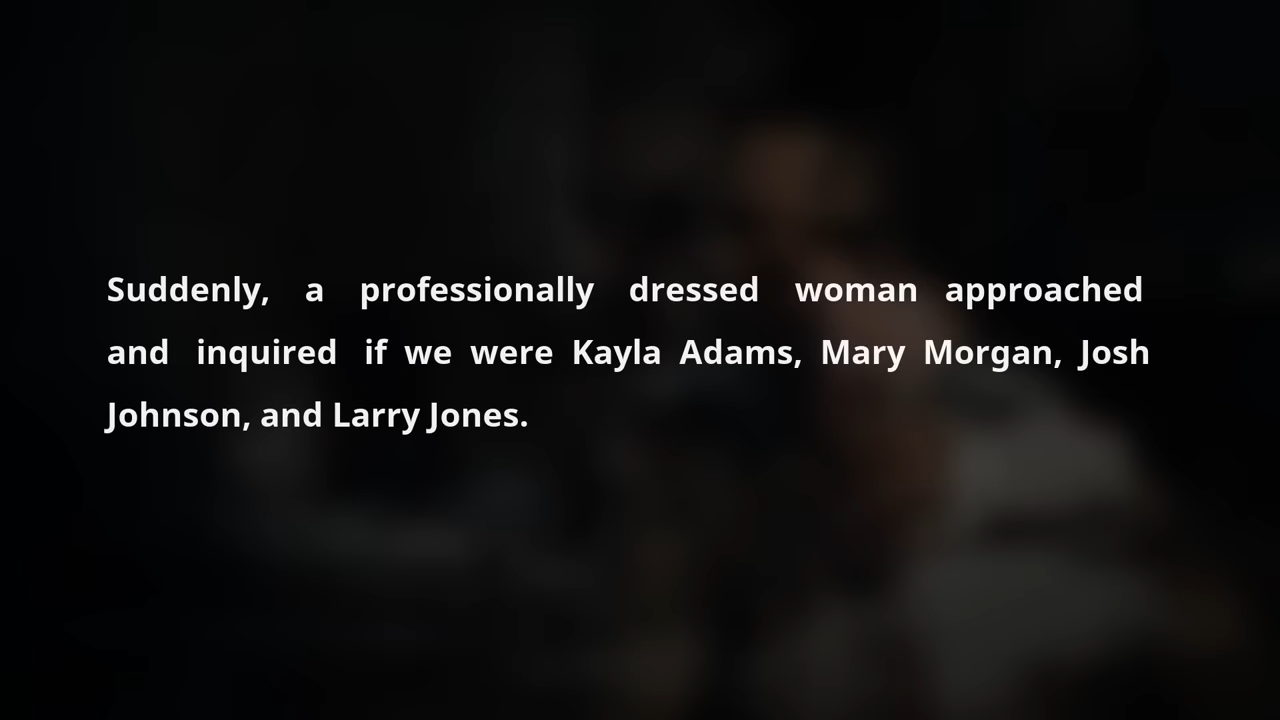 Suddenly, a professionally dressed woman approached
and inquired if we were Kayla Adams, Mary Morgan, Josh
Johnson, and Larry Jones.